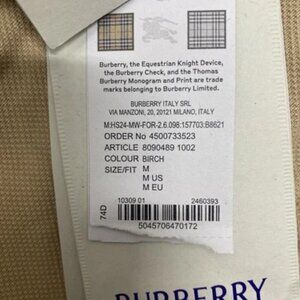 Burberry, the Equestrian Knight Device,
the Burberry Check, and the Thomas
Burberry Monogram and Print are trade
marks belonging to Burberry Limited.
BURBERRY ITALY SRL
VIA MANZONI, 20, 20121 MILANO, ITALY
M:HS24-MW-FOR-2.6.098:157703:B8621
ORDER No 4500733523
ARTICLE 8090489 1002
COLOUR BIRCH
SIZE/FIT M
M US
M EU
74D
10309 01 2460393
5045706470172
BURBERRY